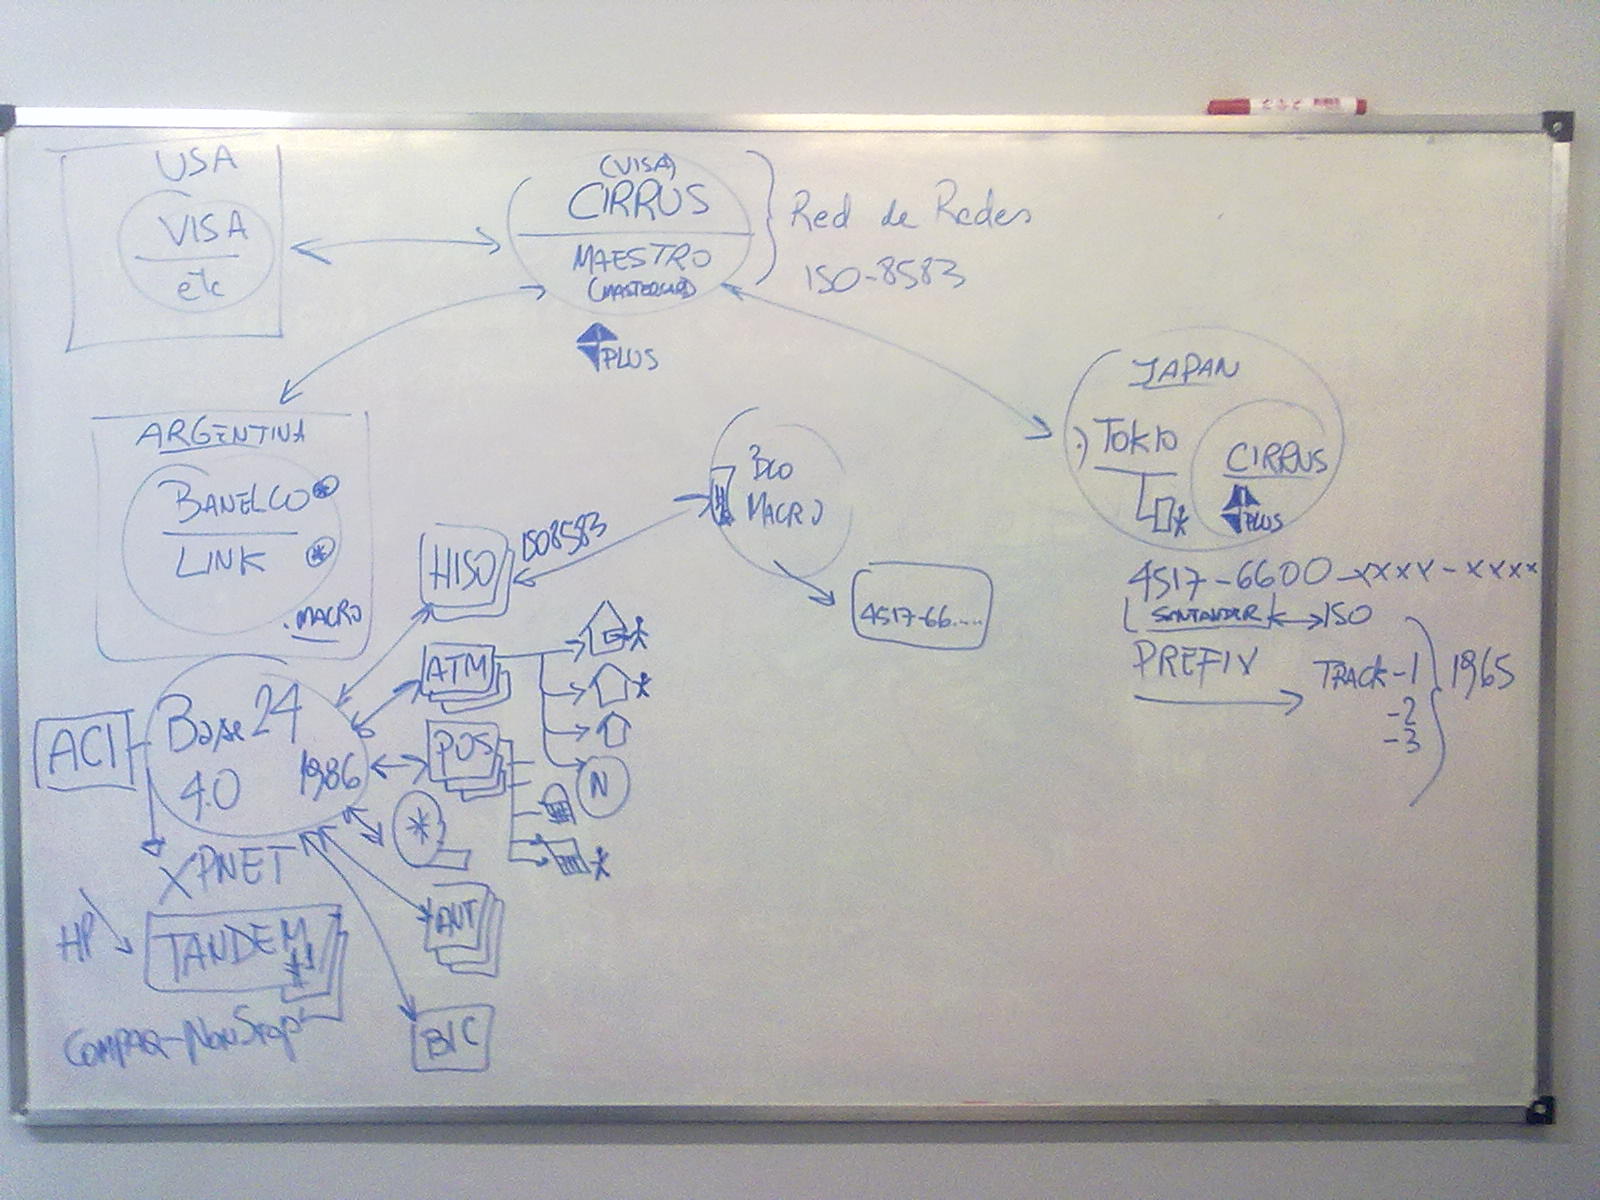 USA
VISA
etc
(VISA)
CIRRUS
MAESTRO
(MASTERCARD)
PLUS
Red de Redes
ISO-8583
JAPAN
.) TOKIO
CIRRUS
PLUS
4517-6600-XXXX-XXXX
SANTANDER
ISO
PREFIX
TRACK-1
-2
-3
1965
ARGENTINA
BANELCO
LINK
.MACRO
BCO
MACRO
4517-66.....
HISO
ISO8583
ATM
POS
N
*
ANT
BIC
ACI
Base 24
4.0
1986
XPNET
HP
TANDEM
COMPAQ-NonStop